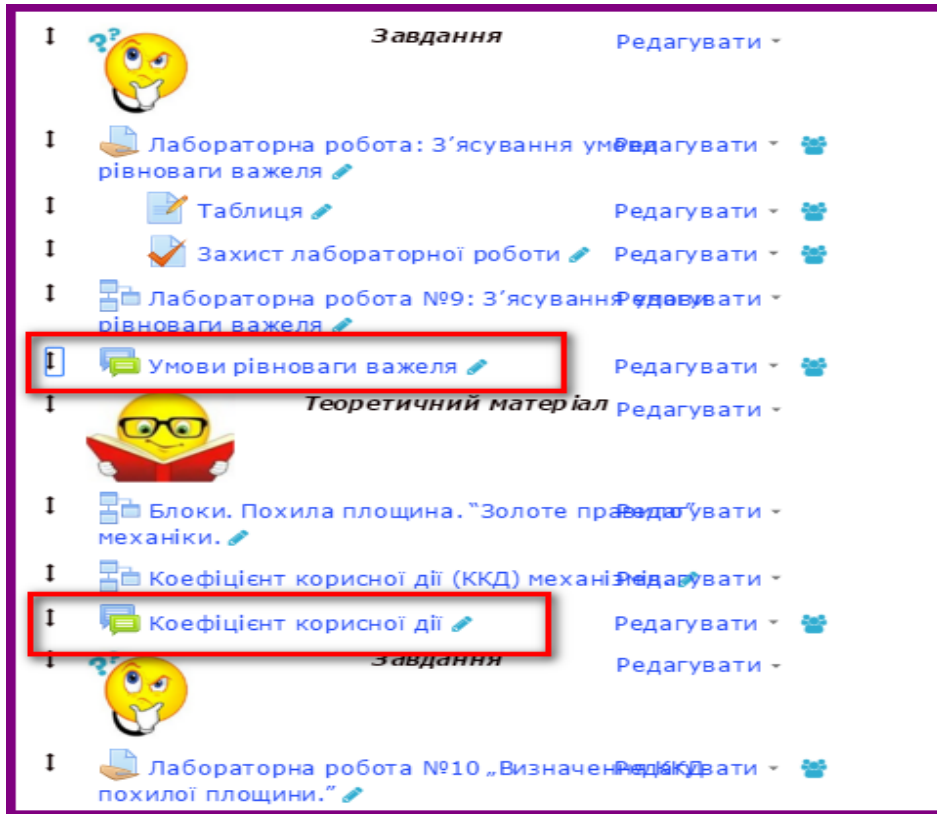 Завдання Редагувати
Лабораторна робота: З’ясування умови Редагувати
рівноваги важеля
Таблиця Редагувати
Захист лабораторної роботи Редагувати
Лабораторна робота №9: З’ясування умови Редагувати
рівноваги важеля
Умови рівноваги важеля Редагувати
Теоретичний матеріал Редагувати
Блоки. Похила площина. “Золоте правило” Редагувати
механіки.
Коефіцієнт корисної дії (ККД) механізмів. Редагувати
Коефіцієнт корисної дії Редагувати
Завдання Редагувати
Лабораторна робота №10 „Визначення ККД Редагувати
похилої площини.”